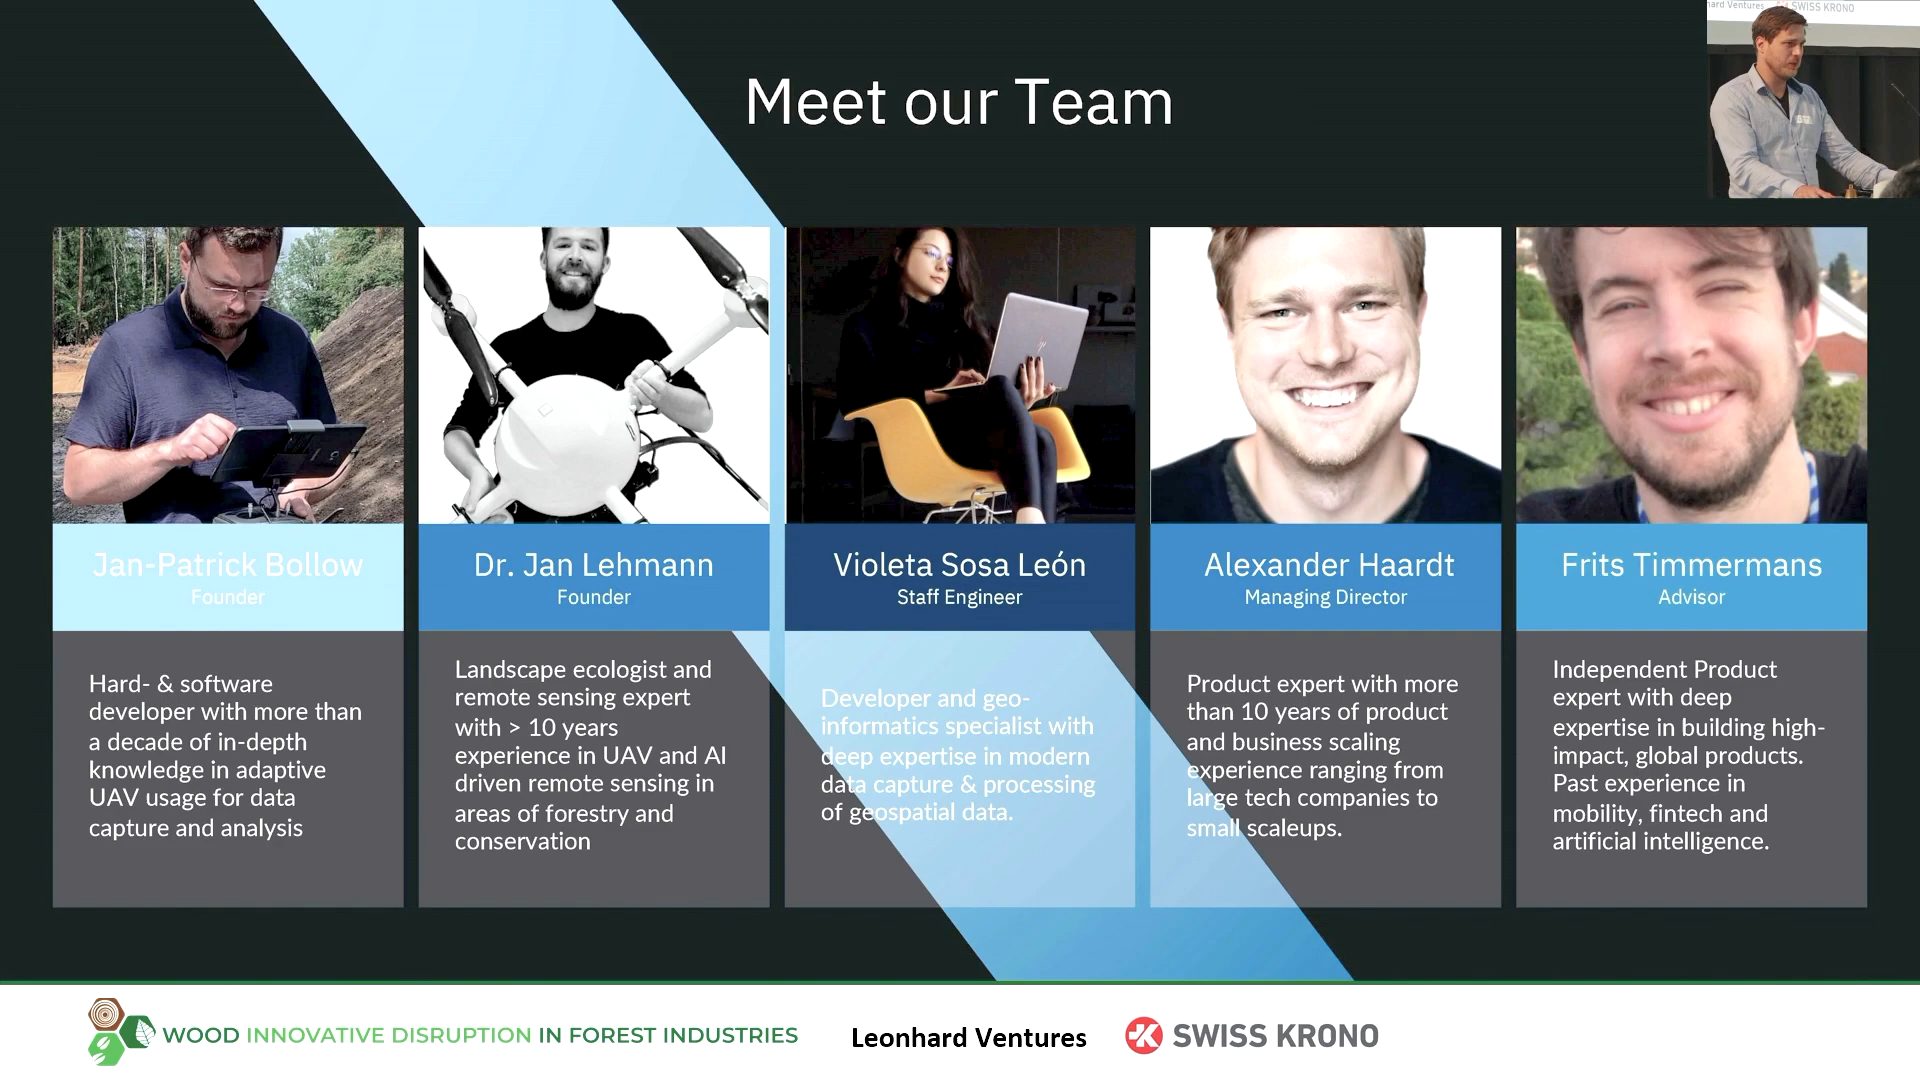 hard Ventures SWISS KRONO
Meet our Team
Jan-Patrick Bollow
Founder
Hard- & software
developer with more than
a decade of in-depth
knowledge in adaptive
UAV usage for data
capture and analysis
Dr. Jan Lehmann
Founder
Landscape ecologist and
remote sensing expert
with > 10 years
experience in UAV and AI
driven remote sensing in
areas of forestry and
conservation
Violeta Sosa León
Staff Engineer
Developer and geo-
informatics specialist with
deep expertise in modern
data capture & processing
of geospatial data.
Alexander Haardt
Managing Director
Product expert with more
than 10 years of product
and business scaling
experience ranging from
large tech companies to
small scaleups.
Frits Timmermans
Advisor
Independent Product
expert with deep
expertise in building high-
impact, global products.
Past experience in
mobility, fintech and
artificial intelligence.
WOOD INNOVATIVE DISRUPTION IN FOREST INDUSTRIES
Leonhard Ventures
SWISS KRONO